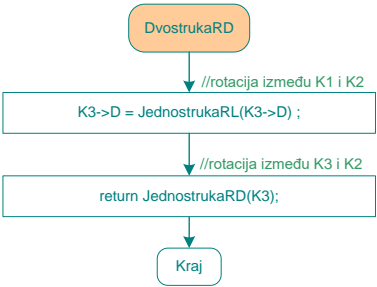 DvostrukaRD
//rotacija između K1 i K2
K3->D = JednostrukaRL(K3->D) ;
//rotacija između K3 i K2
return JednostrukaRD(K3);
Kraj